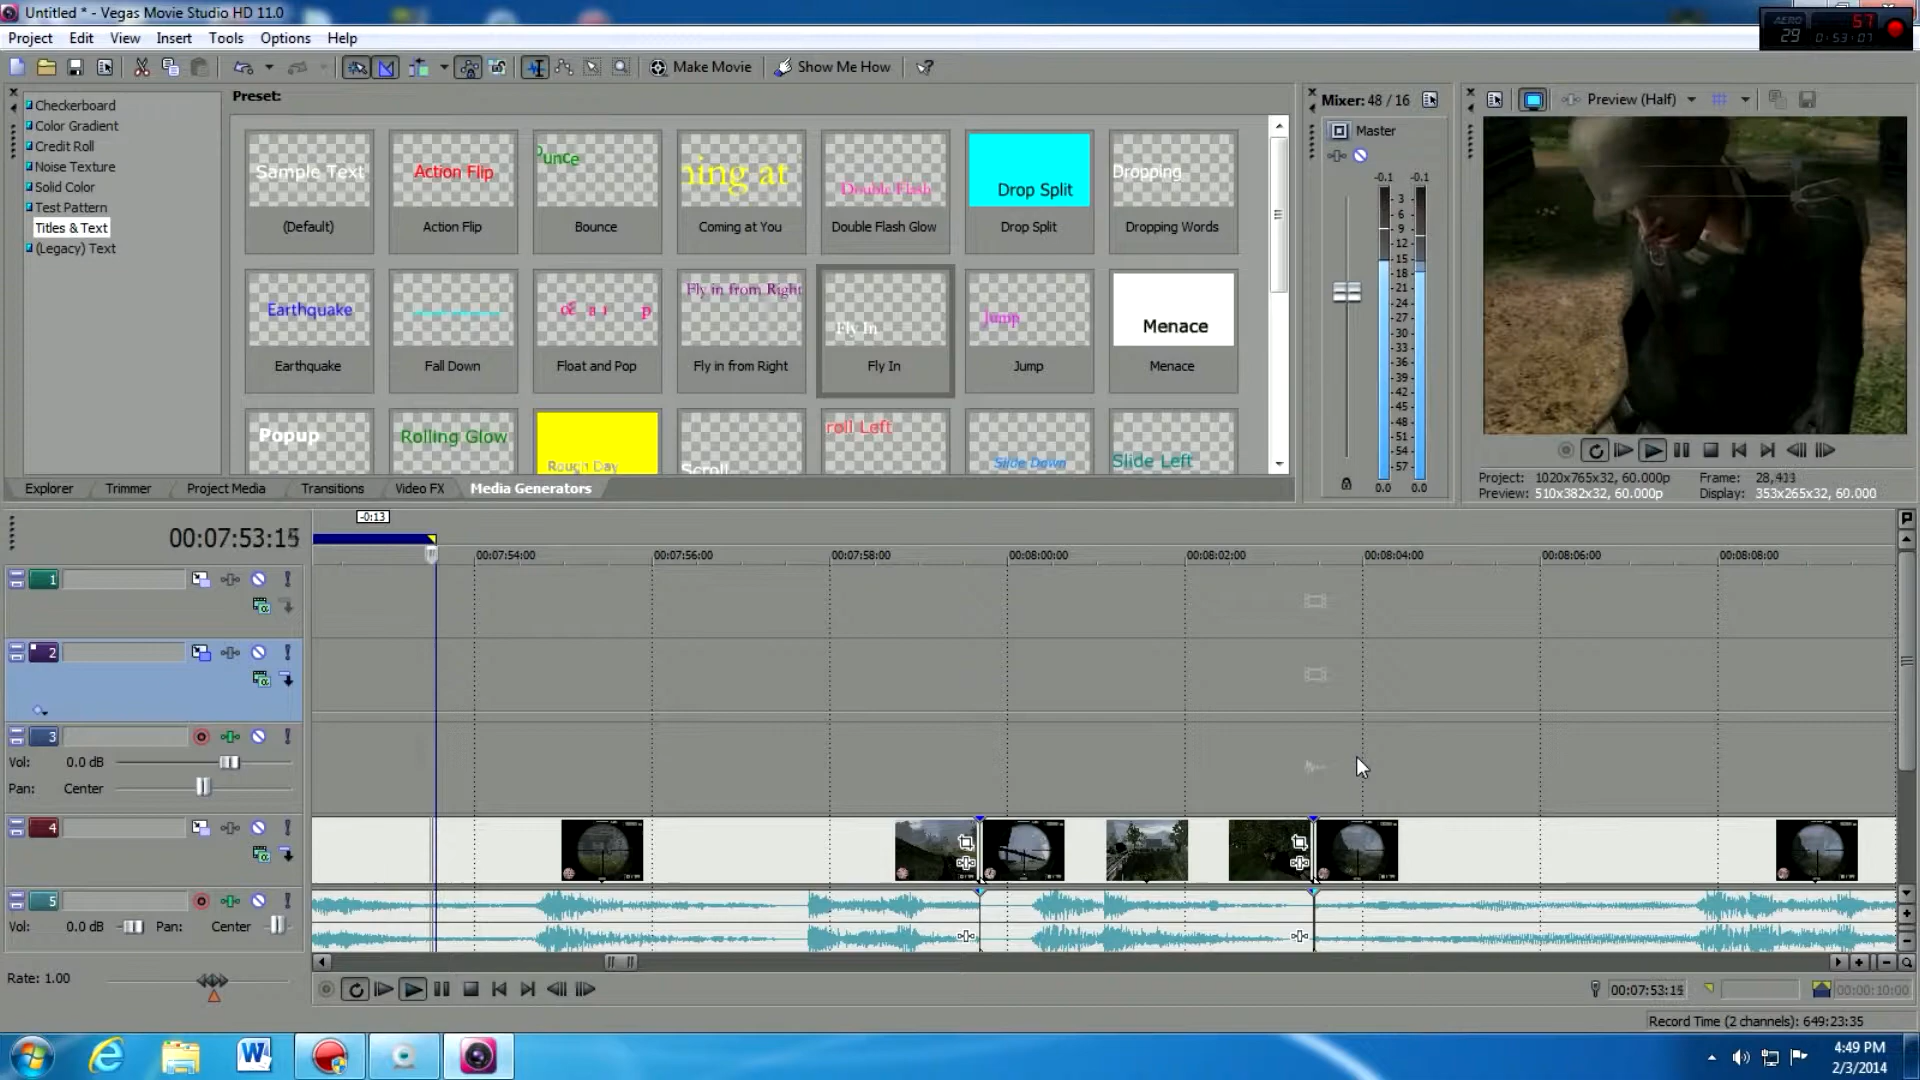 Untitled * - Vegas Movie Studio HD 11.0
AERO
29
57
0:53:07
Project Edit View Insert Tools Options Help
Make Movie Show Me How
Checkerboard
Color Gradient
Credit Roll
Noise Texture
Solid Color
Test Pattern
Titles & Text
(Legacy) Text
Preset:
Sample Text
(Default)
Action Flip
Action Flip
ounce
Bounce
ning at
Coming at You
Double Flash
Double Flash Glow
Drop Split
Drop Split
Dropping
Dropping Words
Earthquake
Earthquake
Fall Down
Float and Pop
Fly in from Right
Fly in from Right
Fly In
Fly In
Jump
Jump
Menace
Menace
Popup
Rolling Glow
Rough Day
Scroll
roll Left
Slide Down
Slide Left
Explorer Trimmer Project Media Transitions Video FX Media Generators
Mixer: 48 / 16
Master
-0.1 -0.1
3
6
9
12
15
18
21
24
27
30
33
36
39
42
45
48
51
54
57
0.0 0.0
Preview (Half)
Project: 1020x765x32, 60.000p
Frame: 28,413
Preview: 510x382x32, 60.000p
Display: 353x265x32, 60.000
00:07:53:15
-0:13
00:07:54:00 00:07:56:00 00:07:58:00 00:08:00:00 00:08:02:00 00:08:04:00 00:08:06:00 00:08:08:00
1
2
3
Vol: 0.0 dB
Pan: Center
4
5
Vol: 0.0 dB Pan: Center
Rate: 1.00
00:07:53:15
00:00:10:00
Record Time (2 channels): 649:23:35
4:49 PM
2/3/2014